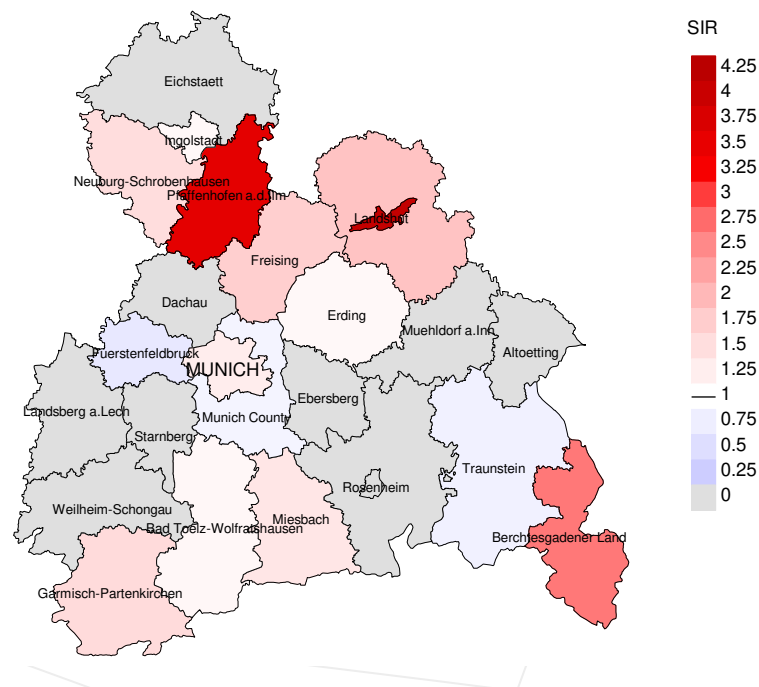 SIR
Eichstaett
4.25
4
3.75
Ingolstadt
3.5
3.25
Neuburg-Schrobenhausen
Pfaffenhofen a.d.Ilm
3
Landshut
2.75
2.5
Freising
2.25
2
Dachau
Erding
1.75
Muehldorf a.Inn
1.5
Fuerstenfeldbruck
Altoetting
MUNICH
1.25
1
Ebersberg
Landsberg a.Lech
Munich County
0.75
Starnberg
0.5
Traunstein
0.25
Rosenheim
0
Weilheim-Schongau
Miesbach
Bad Toelz-Wolfratshausen
Berchtesgadener Land
Garmisch-Partenkirchen